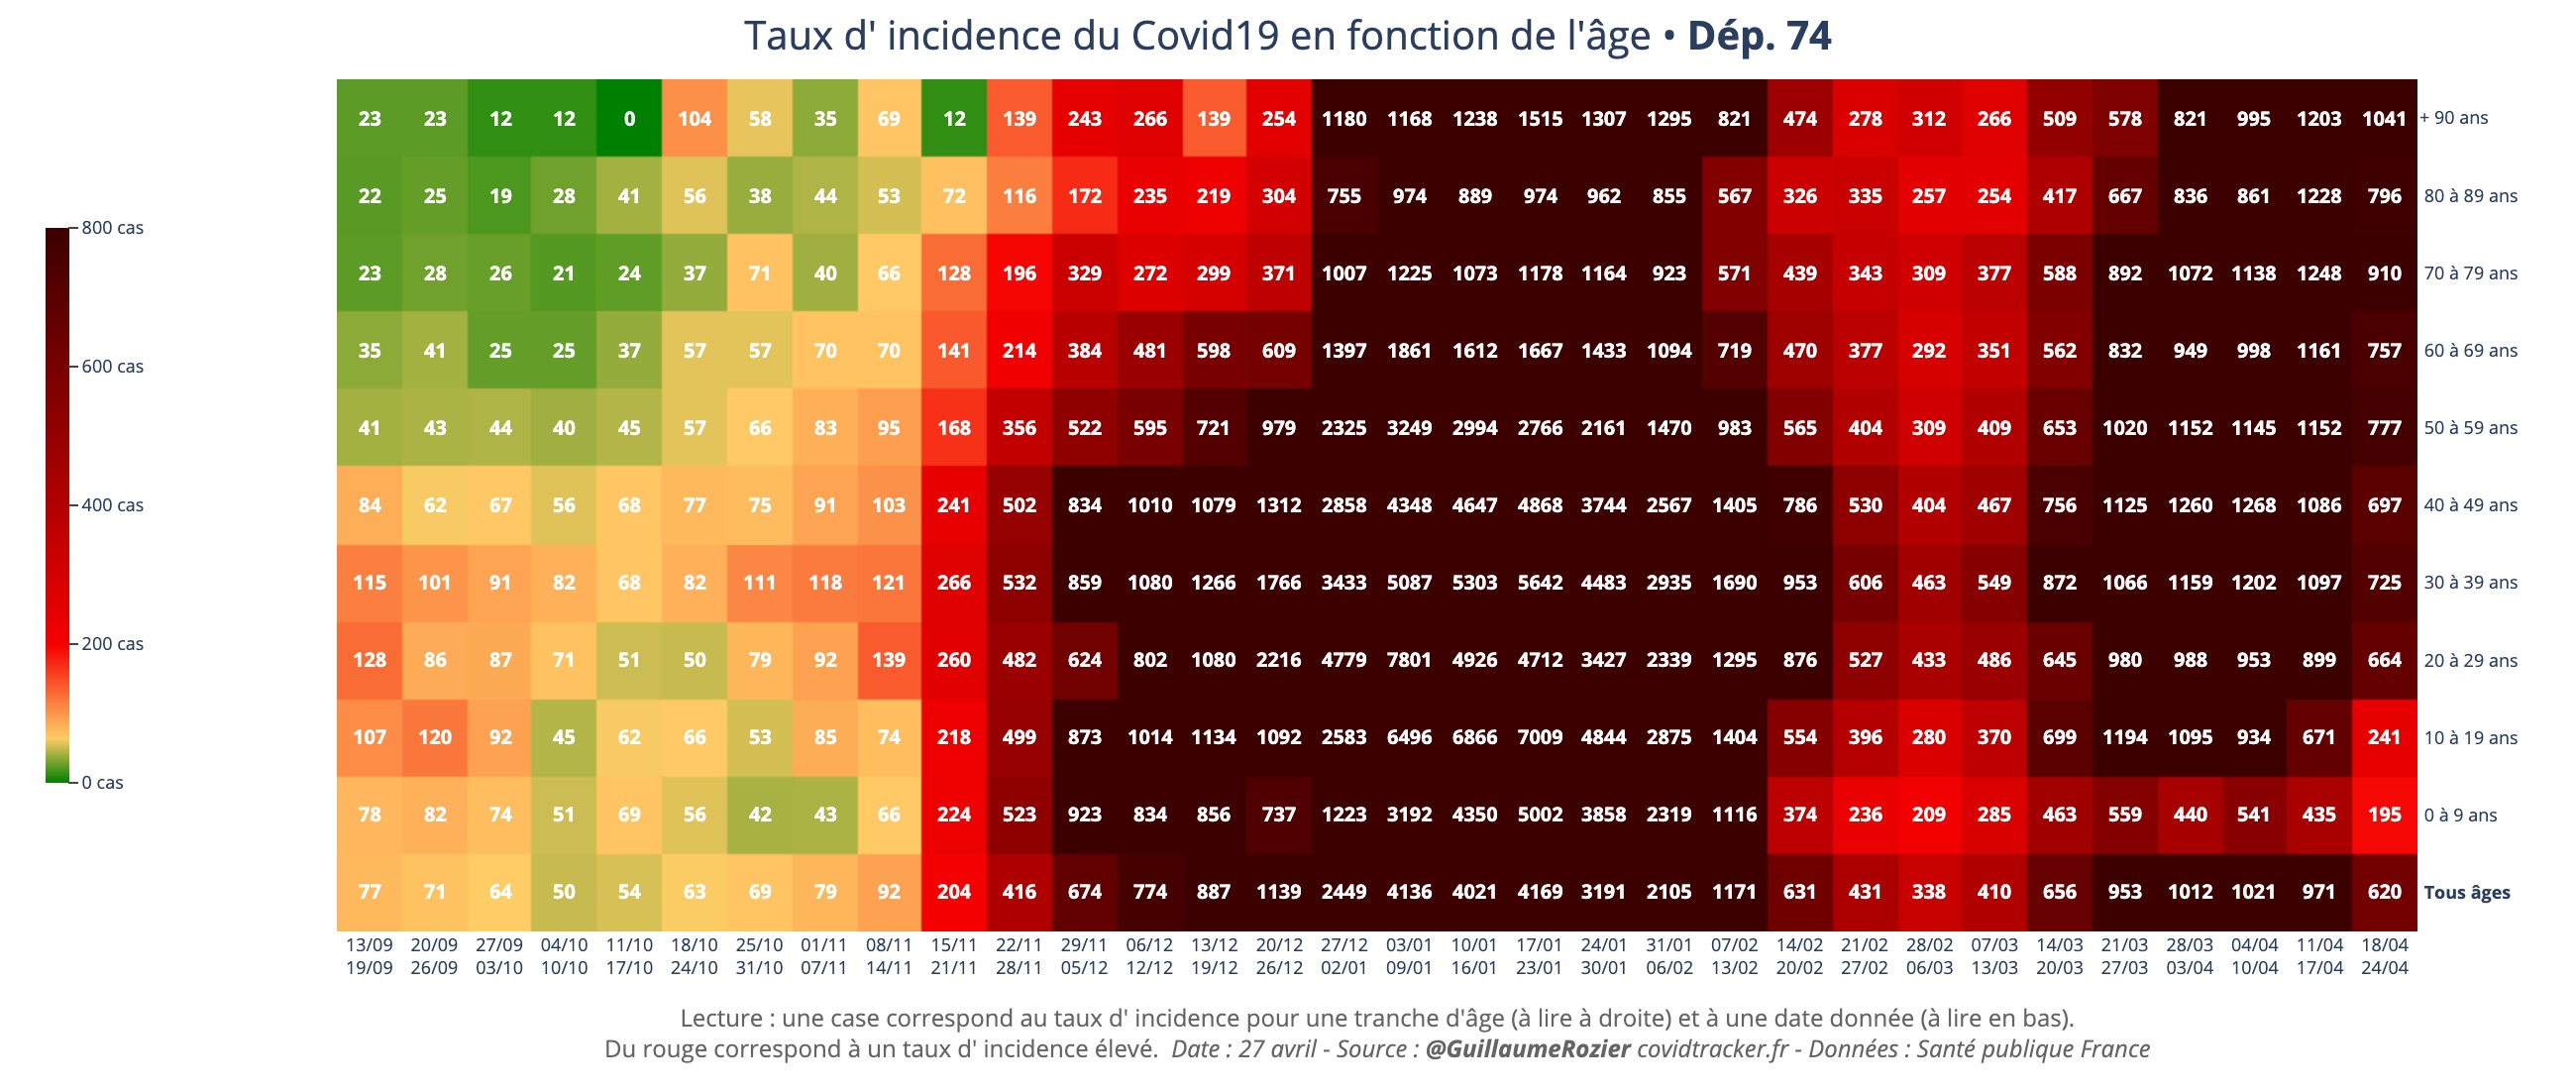 Taux d' incidence du Covid19 en fonction de l'âge • Dép. 74
23 23 12 12 0 104 58 35 69 12 139 243 266 139 254 1180 1168 1238 1515 1307 1295 821 474 278 312 266 509 578 821 995 1203 1041 + 90 ans
22 25 19 28 41 56 38 44 53 72 116 172 235 219 304 755 974 889 974 962 855 567 326 335 257 254 417 667 836 861 1228 796 80 à 89 ans
23 28 26 21 24 37 71 40 66 128 196 329 272 299 371 1007 1225 1073 1178 1164 923 571 439 343 309 377 588 892 1072 1138 1248 910 70 à 79 ans
35 41 25 25 37 57 57 70 70 141 214 384 481 598 609 1397 1861 1612 1667 1433 1094 719 470 377 292 351 562 832 949 998 1161 757 60 à 69 ans
41 43 44 40 45 57 66 83 95 168 356 522 595 721 979 2325 3249 2994 2766 2161 1470 983 565 404 309 409 653 1020 1152 1145 1152 777 50 à 59 ans
84 62 67 56 68 77 75 91 103 241 502 834 1010 1079 1312 2858 4348 4647 4868 3744 2567 1405 786 530 404 467 756 1125 1260 1268 1086 697 40 à 49 ans
115 101 91 82 68 82 111 118 121 266 532 859 1080 1266 1766 3433 5087 5303 5642 4483 2935 1690 953 606 463 549 872 1066 1159 1202 1097 725 30 à 39 ans
128 86 87 71 51 50 79 92 139 260 482 624 802 1080 2216 4779 7801 4926 4712 3427 2339 1295 876 527 433 486 645 980 988 953 899 664 20 à 29 ans
107 120 92 45 62 66 53 85 74 218 499 873 1014 1134 1092 2583 6496 6866 7009 4844 2875 1404 554 396 280 370 699 1194 1095 934 671 241 10 à 19 ans
78 82 74 51 69 56 42 43 66 224 523 923 834 856 737 1223 3192 4350 5002 3858 2319 1116 374 236 209 285 463 559 440 541 435 195 0 à 9 ans
77 71 64 50 54 63 69 79 92 204 416 674 774 887 1139 2449 4136 4021 4169 3191 2105 1171 631 431 338 410 656 953 1012 1021 971 620 Tous âges
13/09 20/09 27/09 04/10 11/10 18/10 25/10 01/11 08/11 15/11 22/11 29/11 06/12 13/12 20/12 27/12 03/01 10/01 17/01 24/01 31/01 07/02 14/02 21/02 28/02 07/03 14/03 21/03 28/03 04/04 11/04 18/04
19/09 26/09 03/10 10/10 17/10 24/10 31/10 07/11 14/11 21/11 28/11 05/12 12/12 19/12 26/12 02/01 09/01 16/01 23/01 30/01 06/02 13/02 20/02 27/02 06/03 13/03 20/03 27/03 03/04 10/04 17/04 24/04
800 cas
600 cas
400 cas
200 cas
0 cas
Lecture : une case correspond au taux d' incidence pour une tranche d'âge (à lire à droite) et à une date donnée (à lire en bas).
Du rouge correspond à un taux d' incidence élevé. Date : 27 avril - Source : @GuillaumeRozier covidtracker.fr - Données : Santé publique France